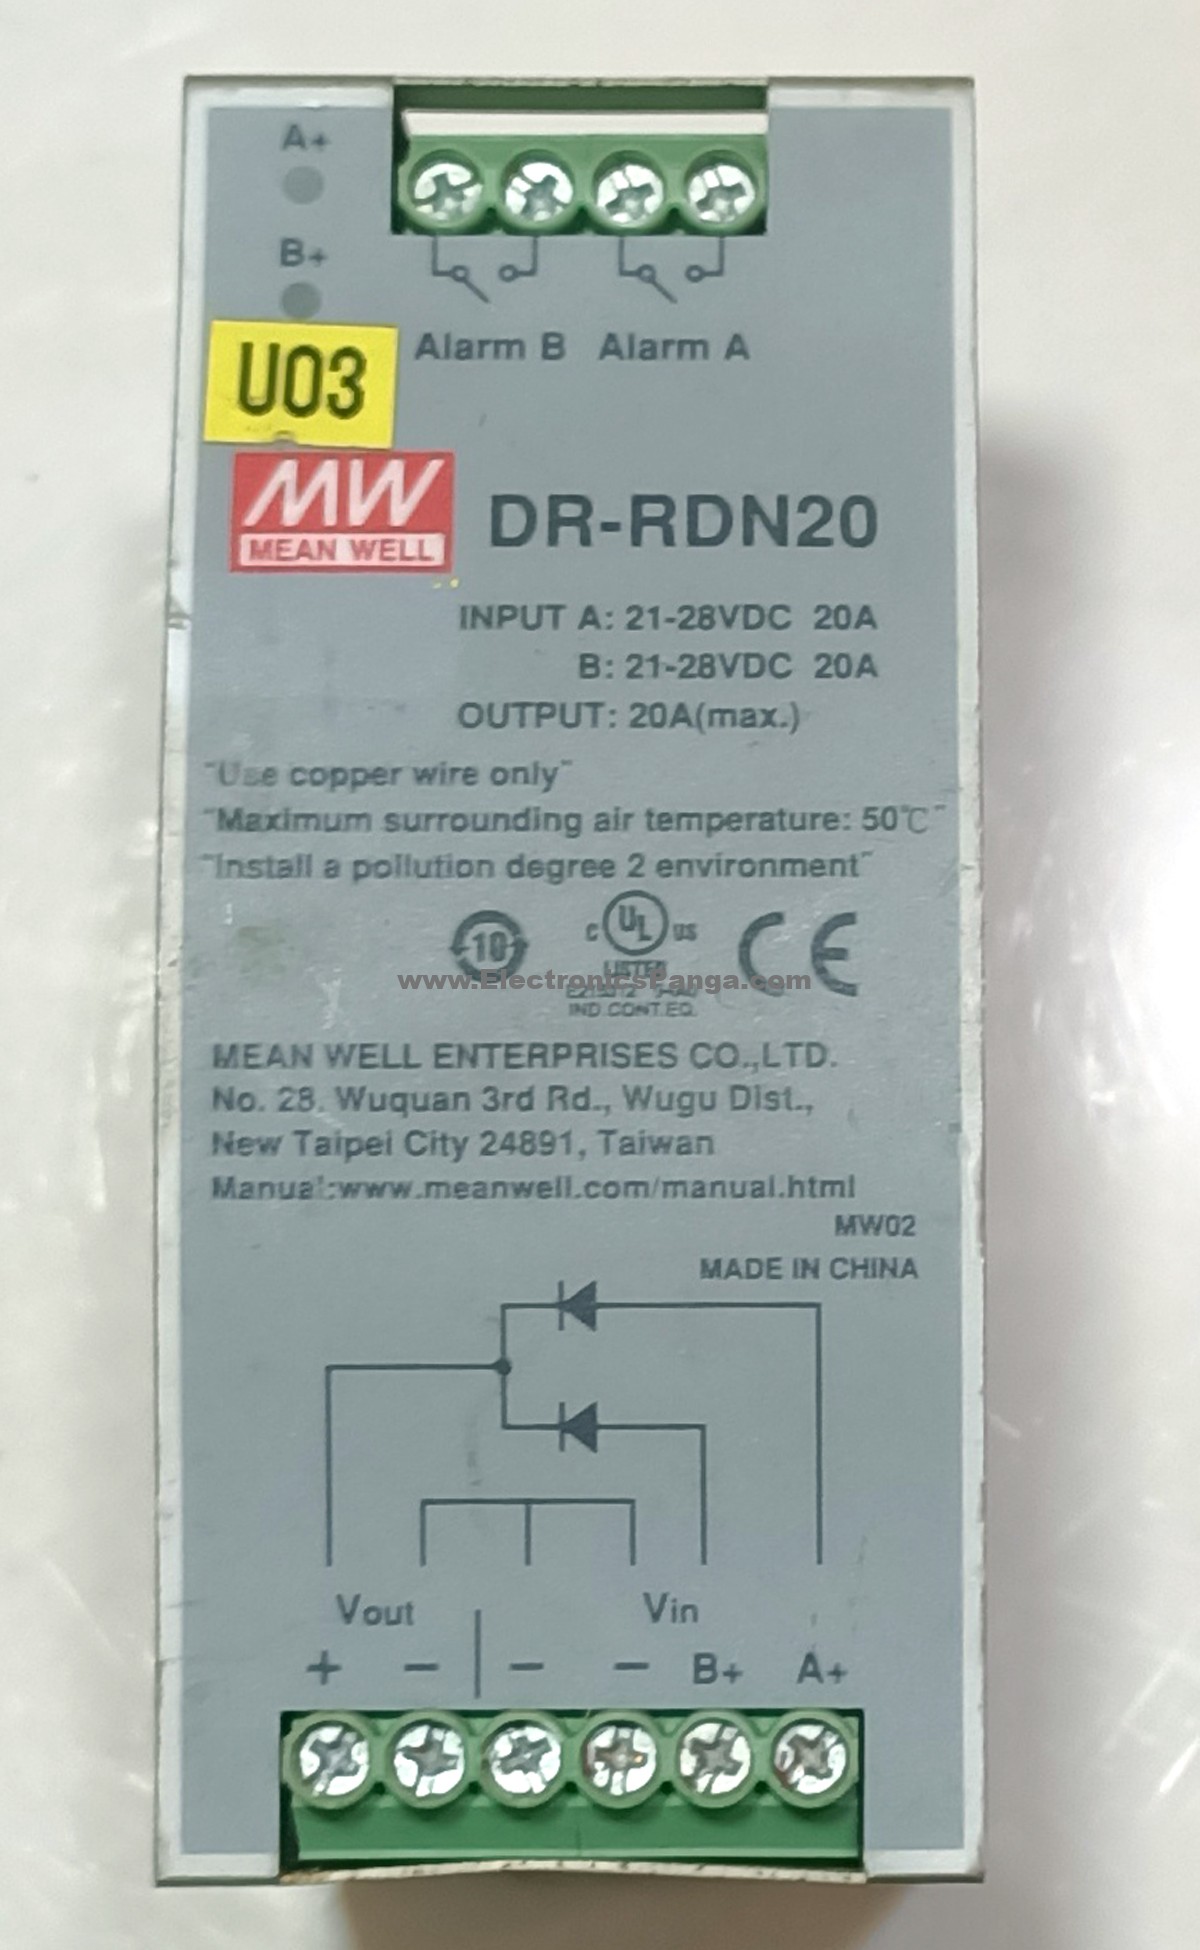 A+
B+
Alarm B Alarm A
U03
MW
MEAN WELL
DR-RDN20
INPUT A: 21-28VDC 20A
B: 21-28VDC 20A
OUTPUT: 20A(max.)
"Use copper wire only"
"Maximum surrounding air temperature: 50℃"
"Install a pollution degree 2 environment"
10
c UL us
CE
LISTED
www.ElectronicsPanga.com
IND.CONT.EQ.
MEAN WELL ENTERPRISES CO.,LTD.
No. 28, Wuquan 3rd Rd., Wugu Dist.,
New Taipei City 24891, Taiwan
Manual:www.meanwell.com/manual.html
MW02
MADE IN CHINA
Vout Vin
+ − | − − B+ A+